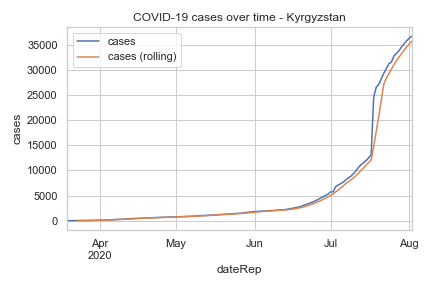 COVID-19 cases over time - Kyrgyzstan
cases
cases (rolling)
35000
30000
25000
20000
15000
10000
5000
0
cases
Apr
2020
May
Jun
Jul
Aug
dateRep